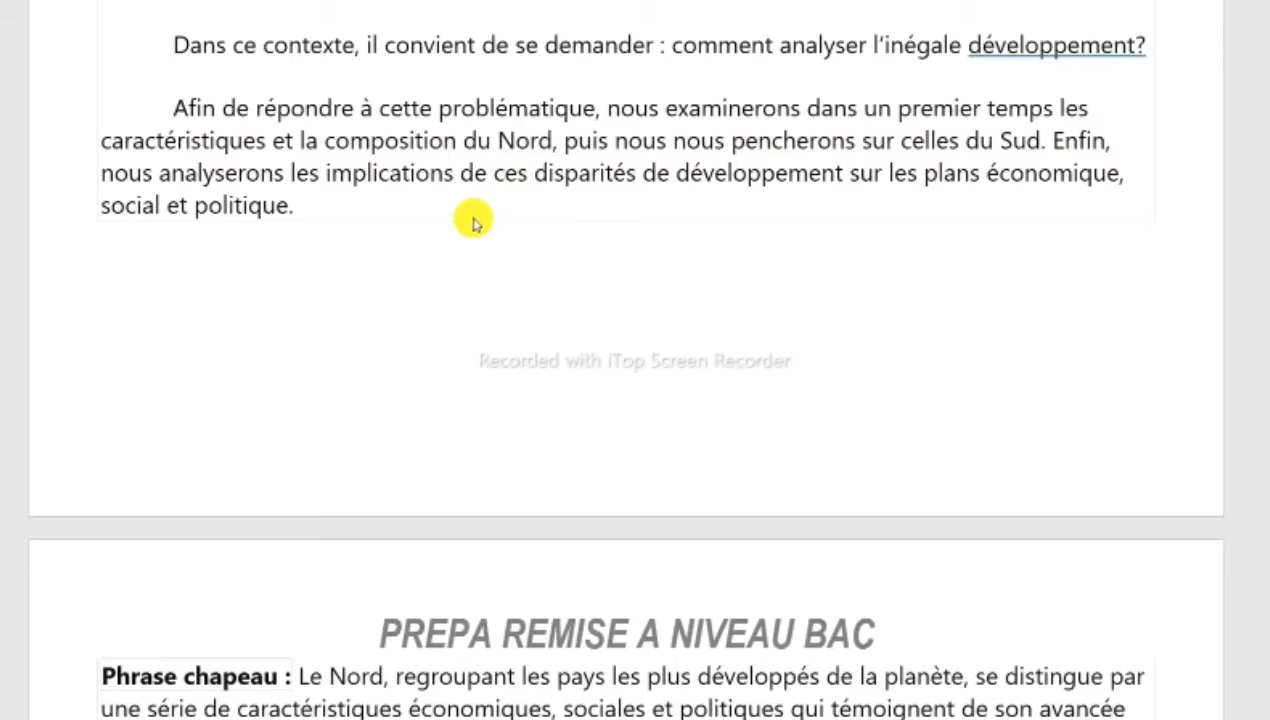 Dans ce contexte, il convient de se demander : comment analyser l'inégale développement?
Afin de répondre à cette problématique, nous examinerons dans un premier temps les
caractéristiques et la composition du Nord, puis nous nous pencherons sur celles du Sud. Enfin,
nous analyserons les implications de ces disparités de développement sur les plans économique,
social et politique.
Recorded with iTop Screen Recorder
PREPA REMISE A NIVEAU BAC
Phrase chapeau : Le Nord, regroupant les pays les plus développés de la planète, se distingue par
une série de caractéristiques économiques, sociales et politiques qui témoignent de son avancée